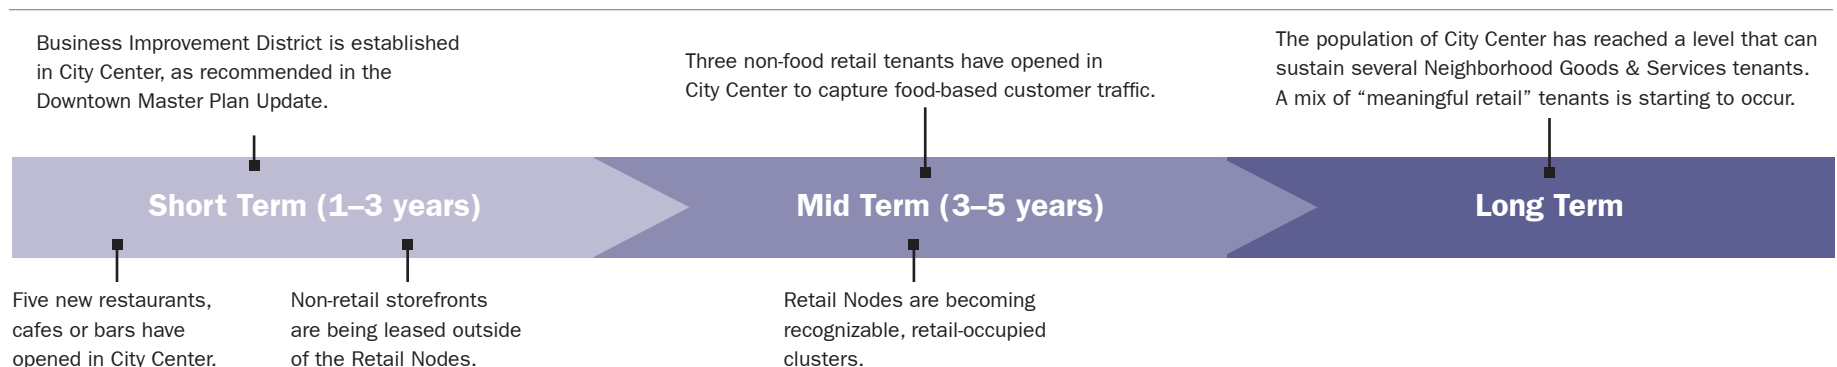 Business Improvement District is established
in City Center, as recommended in the
Downtown Master Plan Update.
Three non-food retail tenants have opened in
City Center to capture food-based customer traffic.
The population of City Center has reached a level that can
sustain several Neighborhood Goods & Services tenants.
A mix of “meaningful retail” tenants is starting to occur.
Short Term (1–3 years)
Mid Term (3–5 years)
Long Term
Five new restaurants,
cafes or bars have
opened in City Center.
Non-retail storefronts
are being leased outside
of the Retail Nodes.
Retail Nodes are becoming
recognizable, retail-occupied
clusters.